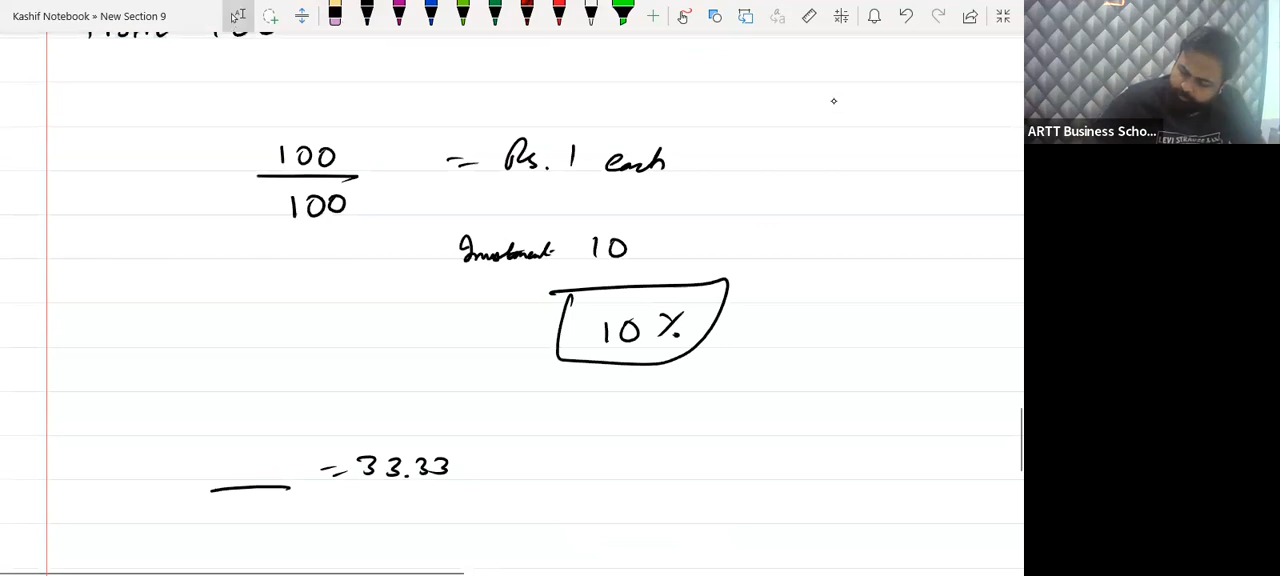 Kashif Notebook » New Section 9
100
100
= Rs. 1 each
Investment 10
10 %
= 33.33
ARTT Business Scho...